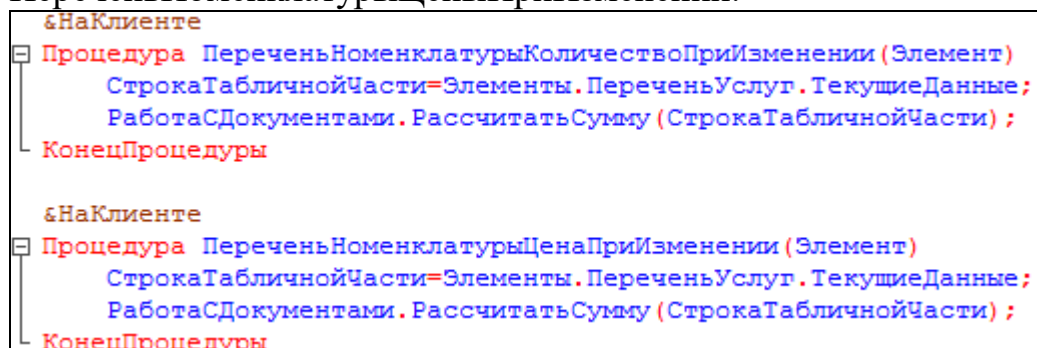 &НаКлиенте
Процедура ПереченьНоменклатурыКоличествоПриИзменении(Элемент)
СтрокаТабличнойЧасти=Элементы.ПереченьУслуг.ТекущиеДанные;
РаботаСДокументами.РассчитатьСумму(СтрокаТабличнойЧасти);
КонецПроцедуры
&НаКлиенте
Процедура ПереченьНоменклатурыЦенаПриИзменении(Элемент)
СтрокаТабличнойЧасти=Элементы.ПереченьУслуг.ТекущиеДанные;
РаботаСДокументами.РассчитатьСумму(СтрокаТабличнойЧасти);
КонецПроцедуры